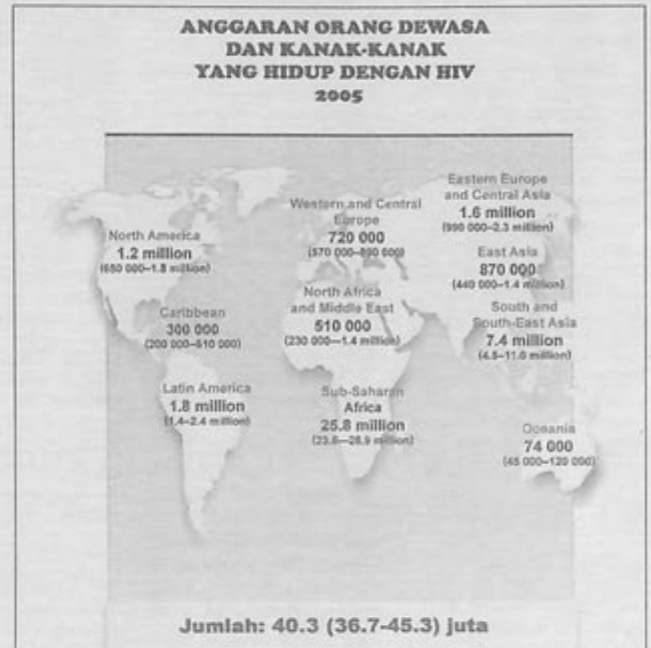 ANGGARAN ORANG DEWASA
DAN KANAK-KANAK
YANG HIDUP DENGAN HIV
2005
Eastern Europe
and Central Asia
1.6 million
(990 000–2.3 million)
Western and Central
Europe
720 000
(570 000–890 000)
North America
1.2 million
(650 000–1.8 million)
East Asia
870 000
(440 000–1.4 million)
North Africa
and Middle East
510 000
(230 000—1.4 million)
Caribbean
300 000
(200 000–510 000)
South and
South-East Asia
7.4 million
(4.5–11.0 million)
Latin America
1.8 million
(1.4–2.4 million)
Sub-Saharan
Africa
25.8 million
(23.8—28.9 million)
Oceania
74 000
(45 000–120 000)
Jumlah: 40.3 (36.7-45.3) juta